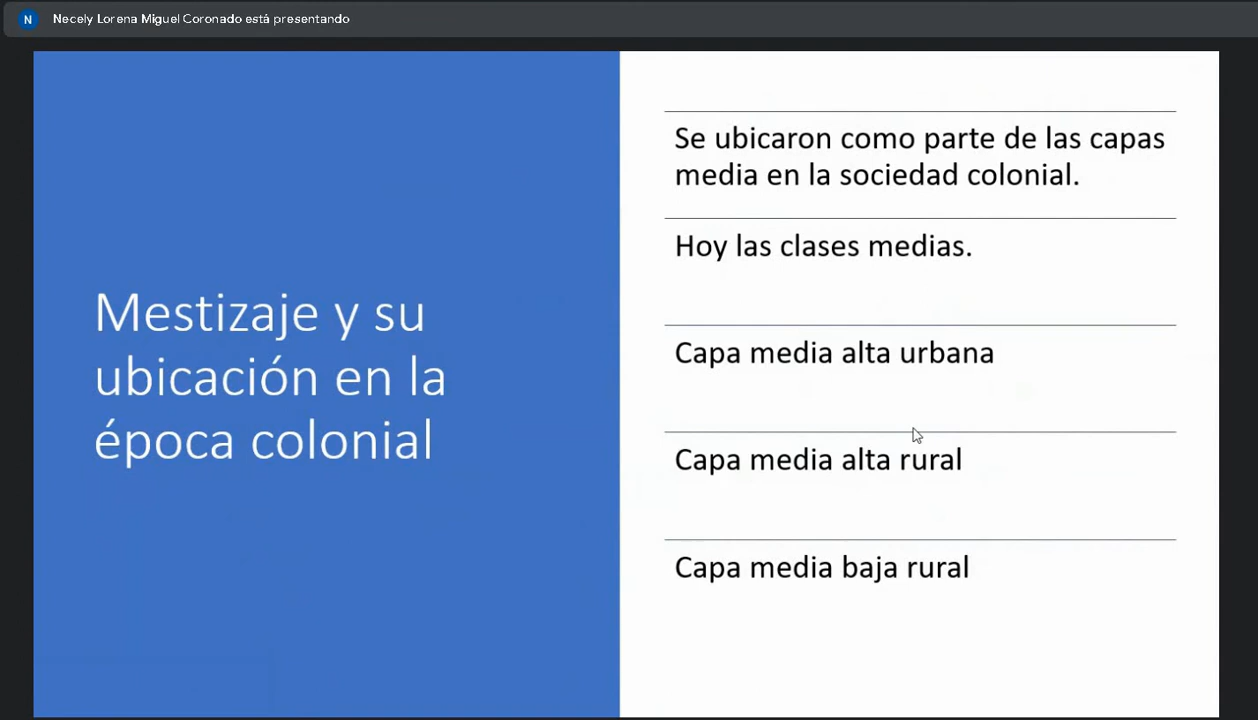 N
Necely Lorena Miguel Coronado está presentando
Mestizaje y su
ubicación en la
época colonial
Se ubicaron como parte de las capas
media en la sociedad colonial.
Hoy las clases medias.
Capa media alta urbana
Capa media alta rural
Capa media baja rural